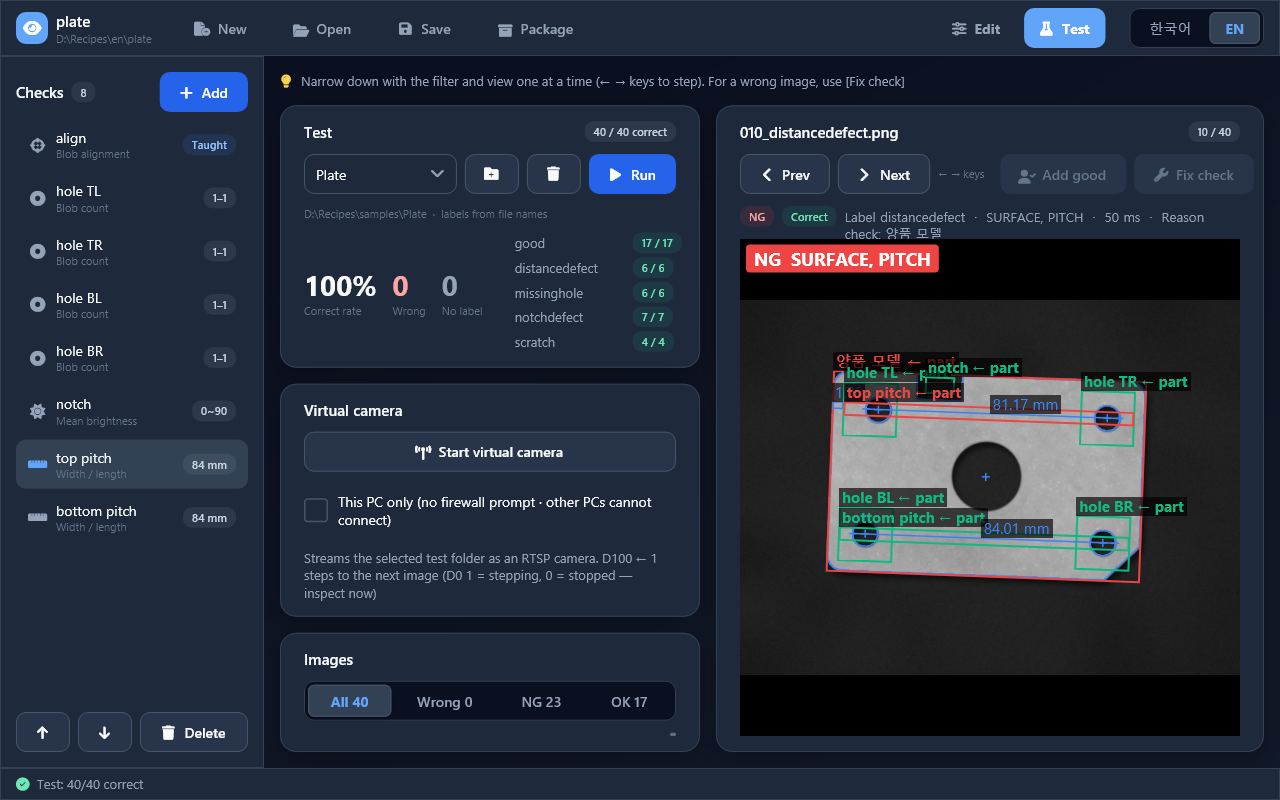 plate
D:\Recipes\en\plate
New
Open
Save
Package
Edit
Test
한국어
EN
Checks 8
Add
align
Blob alignment
Taught
hole TL
Blob count
1–1
hole TR
Blob count
1–1
hole BL
Blob count
1–1
hole BR
Blob count
1–1
notch
Mean brightness
0~90
top pitch
Width / length
84 mm
bottom pitch
Width / length
84 mm
Delete
Narrow down with the filter and view one at a time (← → keys to step). For a wrong image, use [Fix check]
Test
40 / 40 correct
Plate
Run
D:\Recipes\samples\Plate · labels from file names
100%
Correct rate
0
Wrong
0
No label
good 17 / 17
distancedefect 6 / 6
missinghole 6 / 6
notchdefect 7 / 7
scratch 4 / 4
Virtual camera
Start virtual camera
This PC only (no firewall prompt · other PCs cannot
connect)
Streams the selected test folder as an RTSP camera. D100 ← 1
steps to the next image (D0 1 = stepping, 0 = stopped —
inspect now)
Images
All 40
Wrong 0
NG 23
OK 17
010_distancedefect.png
10 / 40
Prev
Next
← → keys
Add good
Fix check
NG
Correct
Label distancedefect · SURFACE, PITCH · 50 ms · Reason
check: 양품 모델
NG SURFACE, PITCH
양품 모델 ← part
hole TL ←
notch ← part
top pitch ← part
hole TR ← part
81.17 mm
hole BL ← part
bottom pitch ← part
84.01 mm
hole BR ← part
Test: 40/40 correct